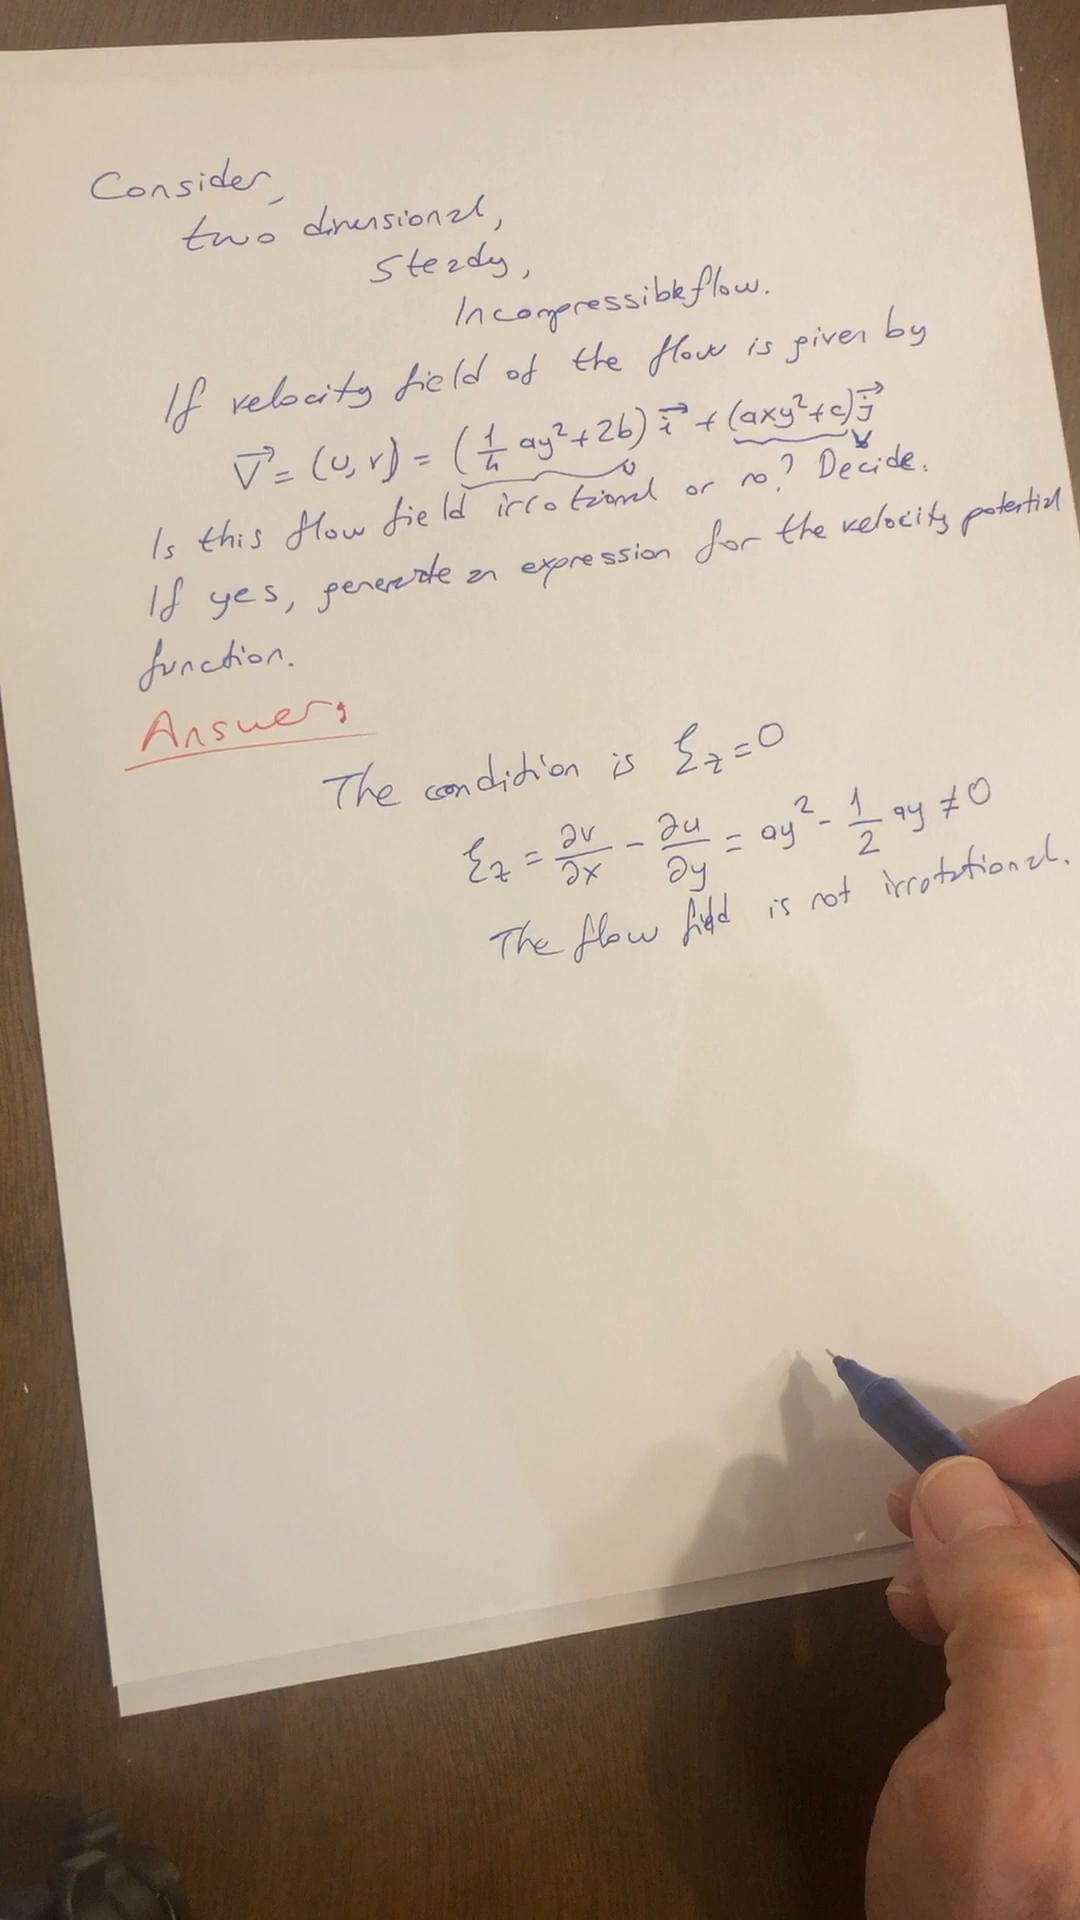 Consider,
two dimensional,
steady,
Incompressible flow.
If velocity field of the flow is given by
V⃗ = (u, v) = (1/4 ay² + 2b) i⃗ + (axy² + c) j⃗
u v
Is this flow field irrotional or no? Decide.
If yes, generate an expression for the velocity potential
function.
Answer,
The condition is ξz = 0
ξz = ∂v/∂x - ∂u/∂y = ay² - 1/2 ay ≠ 0
The flow field is not irrotational.